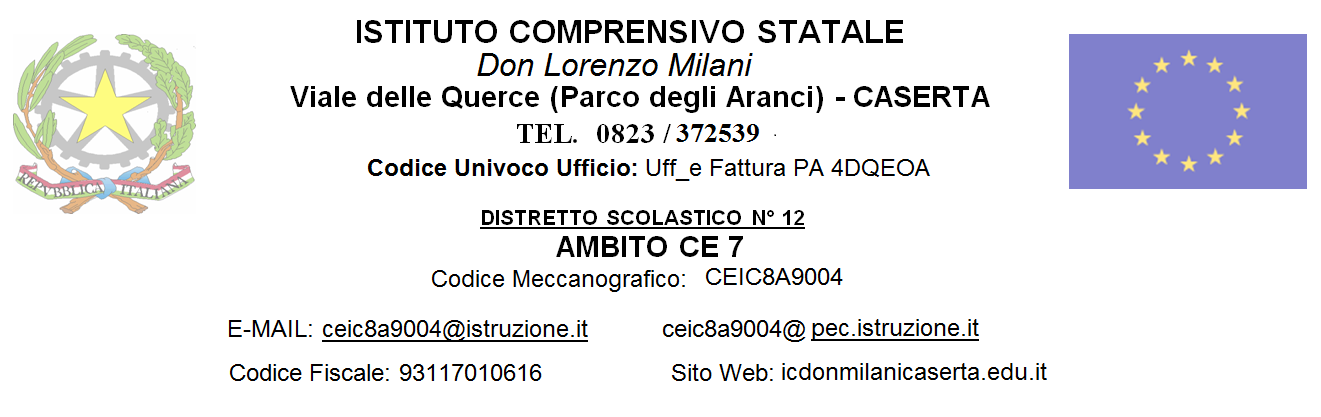 ISTITUTO COMPRENSIVO STATALE
Don Lorenzo Milani
Viale delle Querce (Parco degli Aranci) - CASERTA
TEL. 0823 / 372539
Codice Univoco Ufficio: Uff_e Fattura PA 4DQEOA
DISTRETTO SCOLASTICO N° 12
AMBITO CE 7
Codice Meccanografico: CEIC8A9004
E-MAIL: ceic8a9004@istruzione.it ceic8a9004@ pec.istruzione.it
Codice Fiscale: 93117010616 Sito Web: icdonmilanicaserta.edu.it
REPVBBLICA ITALIANA